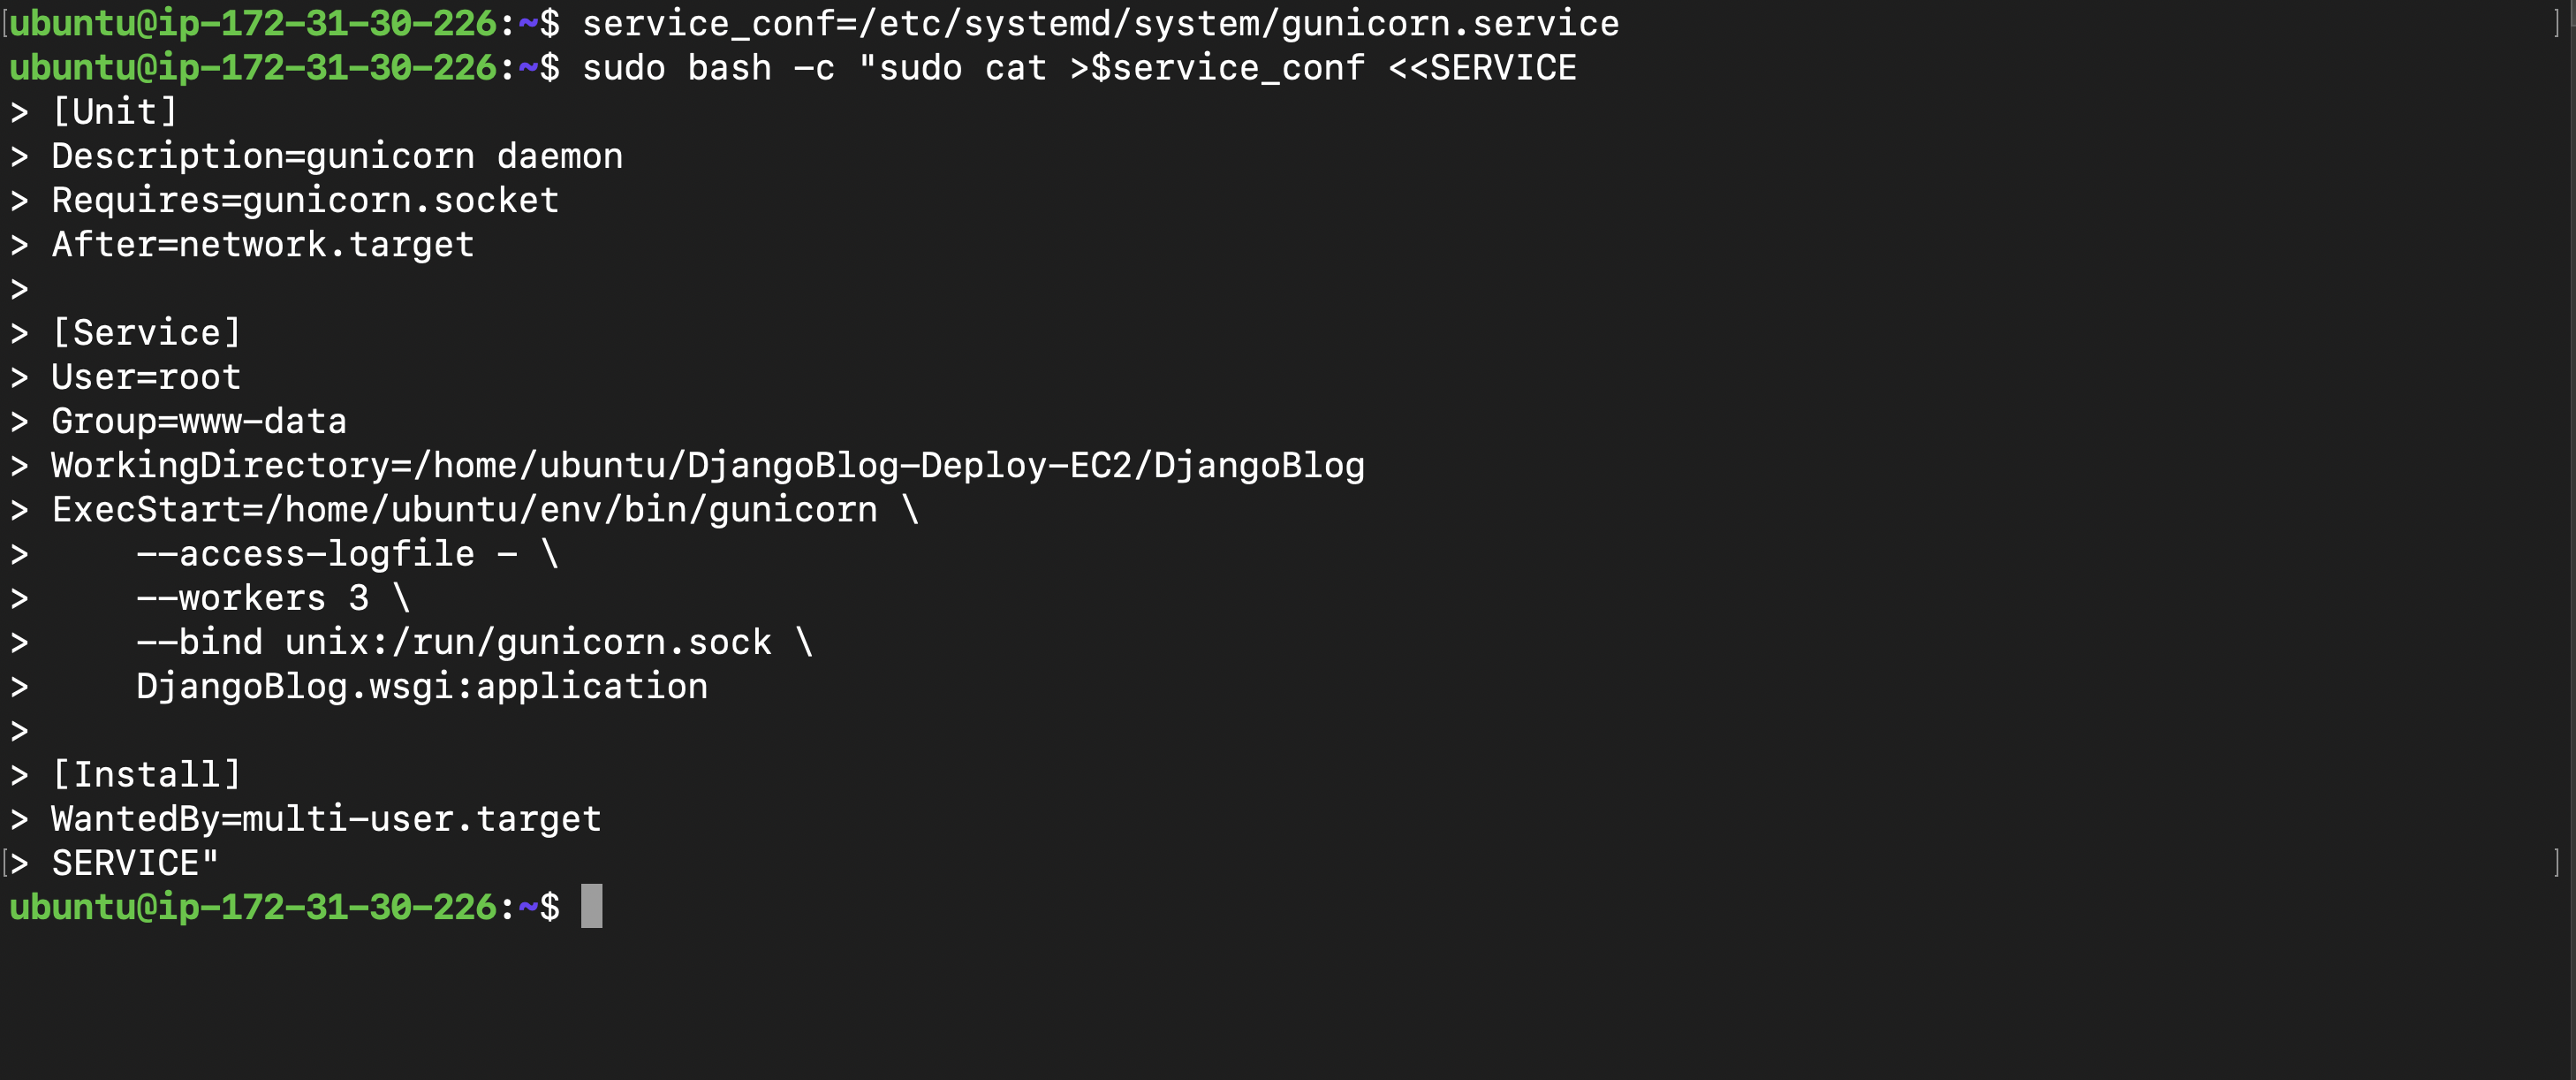 ubuntu@ip-172-31-30-226:~$ service_conf=/etc/systemd/system/gunicorn.service
ubuntu@ip-172-31-30-226:~$ sudo bash -c "sudo cat >$service_conf <<SERVICE
> [Unit]
> Description=gunicorn daemon
> Requires=gunicorn.socket
> After=network.target
>
> [Service]
> User=root
> Group=www-data
> WorkingDirectory=/home/ubuntu/DjangoBlog-Deploy-EC2/DjangoBlog
> ExecStart=/home/ubuntu/env/bin/gunicorn \
>     --access-logfile - \
>     --workers 3 \
>     --bind unix:/run/gunicorn.sock \
>     DjangoBlog.wsgi:application
>
> [Install]
> WantedBy=multi-user.target
> SERVICE"
ubuntu@ip-172-31-30-226:~$